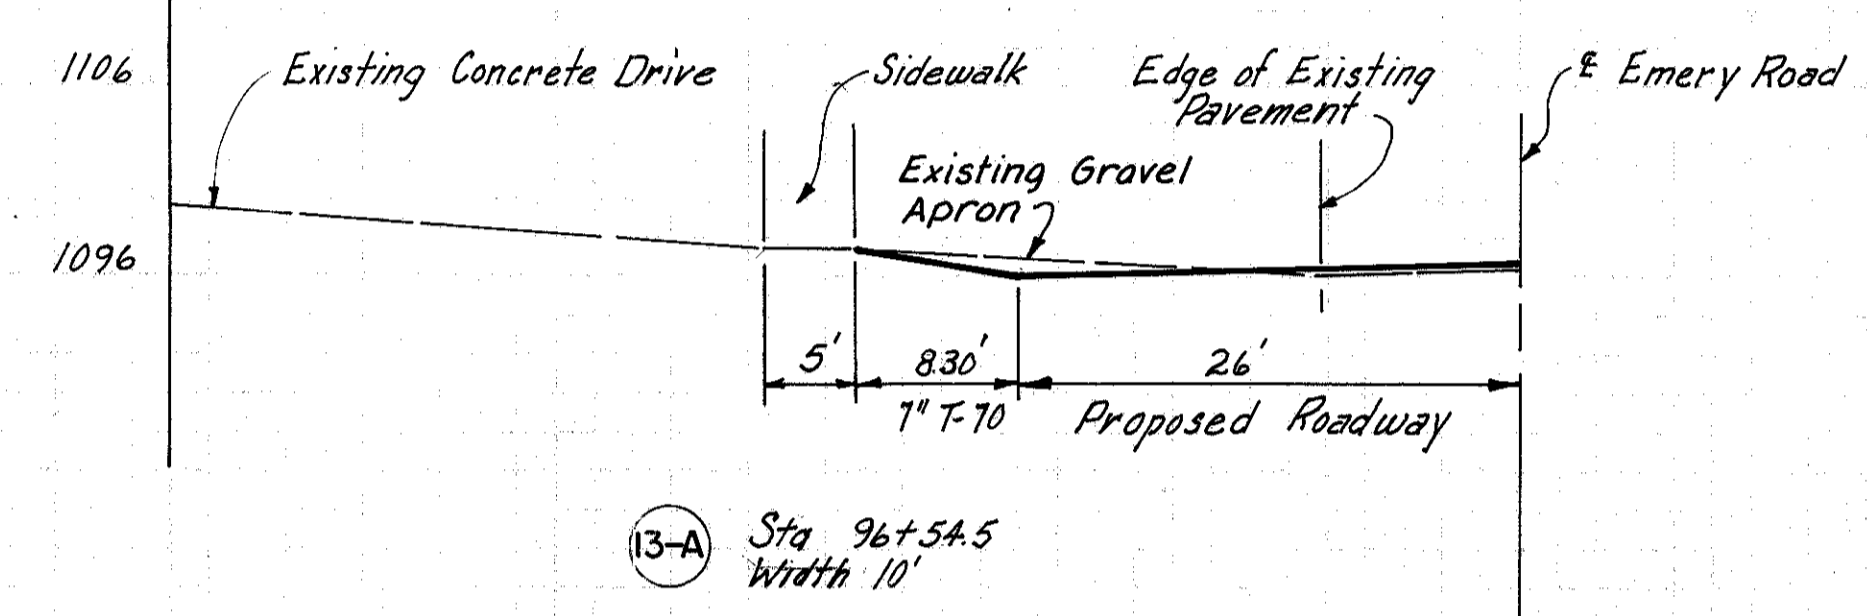 1106
Existing Concrete Drive
Sidewalk
Edge of Existing
Pavement
℄ Emery Road
Existing Gravel
Apron
1096
5'
8.30'
26'
7" T-70
Proposed Roadway
13-A
Sta 96+54.5
Width 10'